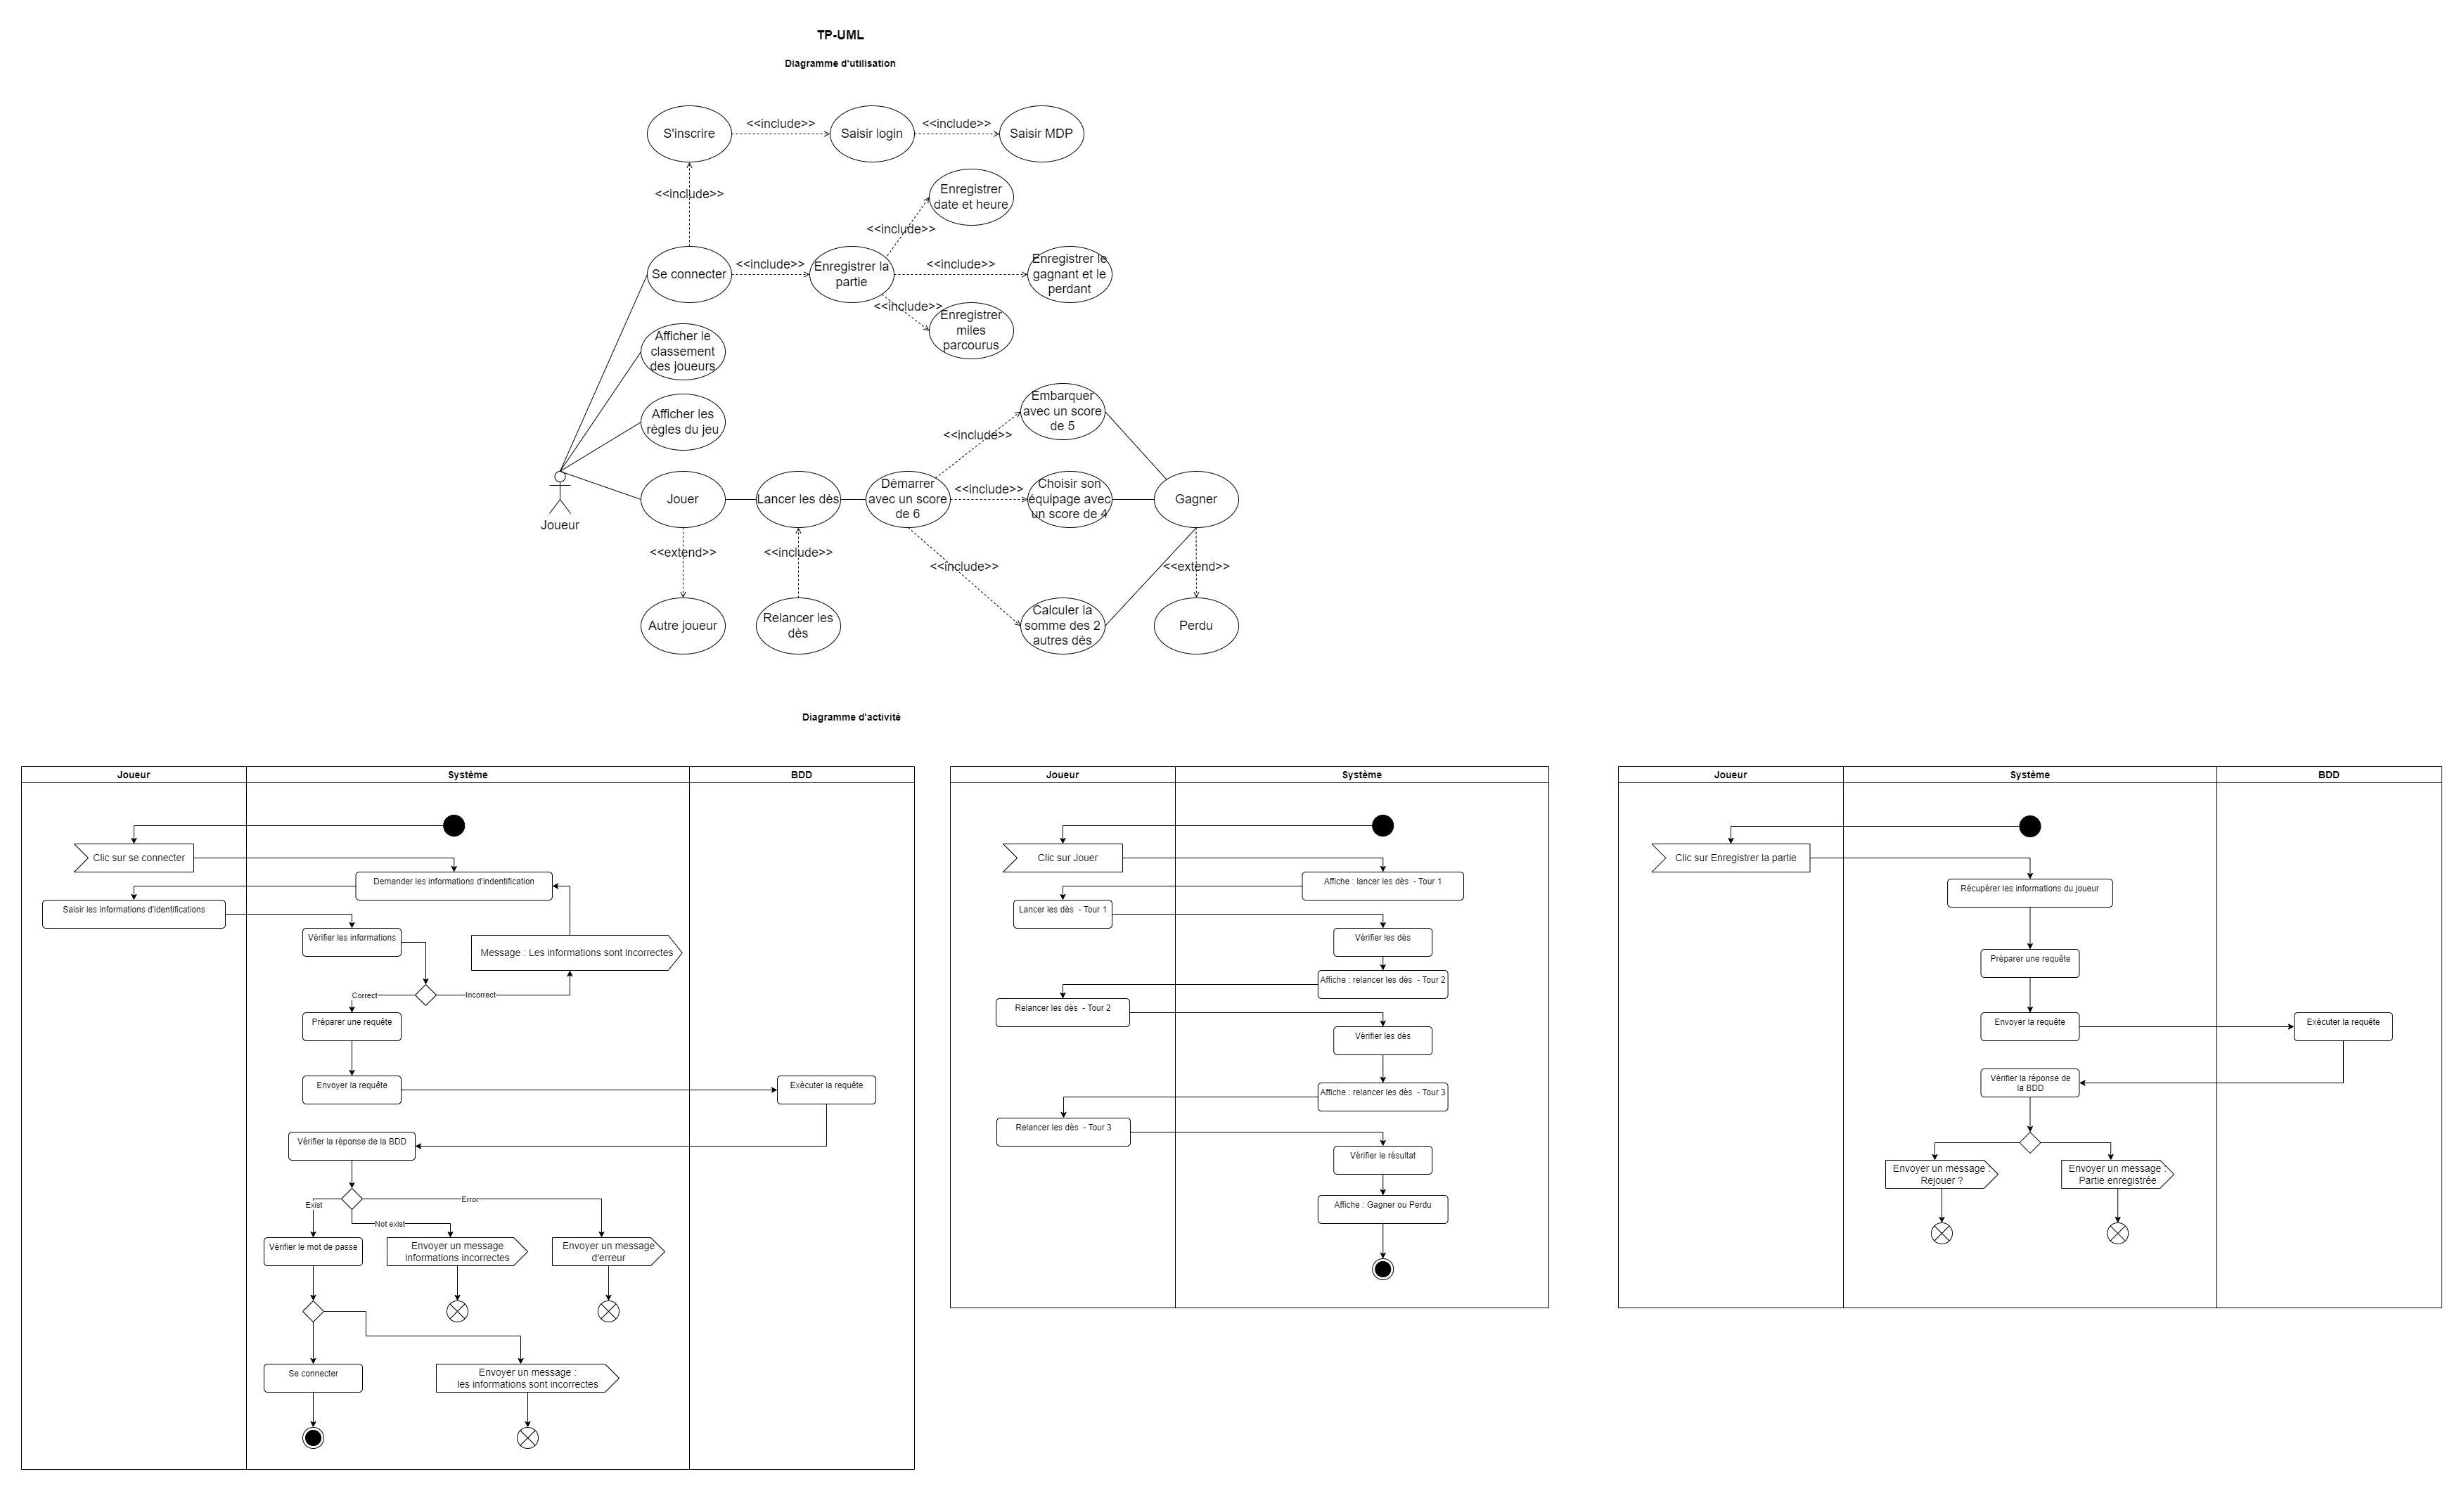 TP-UML
Diagramme d'utilisation
S'inscrire
<<include>>
Saisir login
<<include>>
Saisir MDP
<<include>>
Enregistrer
date et heure
<<include>>
Se connecter
<<include>>
Enregistrer la
partie
<<include>>
Enregistrer le
gagnant et le
perdant
<<include>>
Enregistrer
miles
parcourus
Afficher le
classement
des joueurs
Afficher les
règles du jeu
Embarquer
avec un score
de 5
<<include>>
Joueur
Jouer
Lancer les dès
Démarrer
avec un score
de 6
<<include>>
Choisir son
équipage avec
un score de 4
Gagner
<<extend>>
<<include>>
<<include>>
<<extend>>
Autre joueur
Relancer les
dès
Calculer la
somme des 2
autres dès
Perdu
Diagramme d'activité
Joueur
Système
BDD
Clic sur se connecter
Demander les informations d'indentification
Saisir les informations d'identifications
Vérifier les informations
Message : Les informations sont incorrectes
Correct
Incorrect
Préparer une requête
Envoyer la requête
Exécuter la requête
Vérifier la réponse de la BDD
Exist
Error
Not exist
Vérifier le mot de passe
Envoyer un message
informations incorrectes
Envoyer un message
d'erreur
Se connecter
Envoyer un message :
les informations sont incorrectes
Joueur
Système
Clic sur Jouer
Affiche : lancer les dès - Tour 1
Lancer les dès - Tour 1
Vérifier les dès
Affiche : relancer les dès - Tour 2
Relancer les dès - Tour 2
Vérifier les dès
Affiche : relancer les dès - Tour 3
Relancer les dès - Tour 3
Vérifier le résultat
Affiche : Gagner ou Perdu
Joueur
Système
BDD
Clic sur Enregistrer la partie
Récupérer les informations du joueur
Préparer une requête
Envoyer la requête
Exécuter la requête
Vérifier la réponse de
la BDD
Envoyer un message :
Rejouer ?
Envoyer un message :
Partie enregistrée